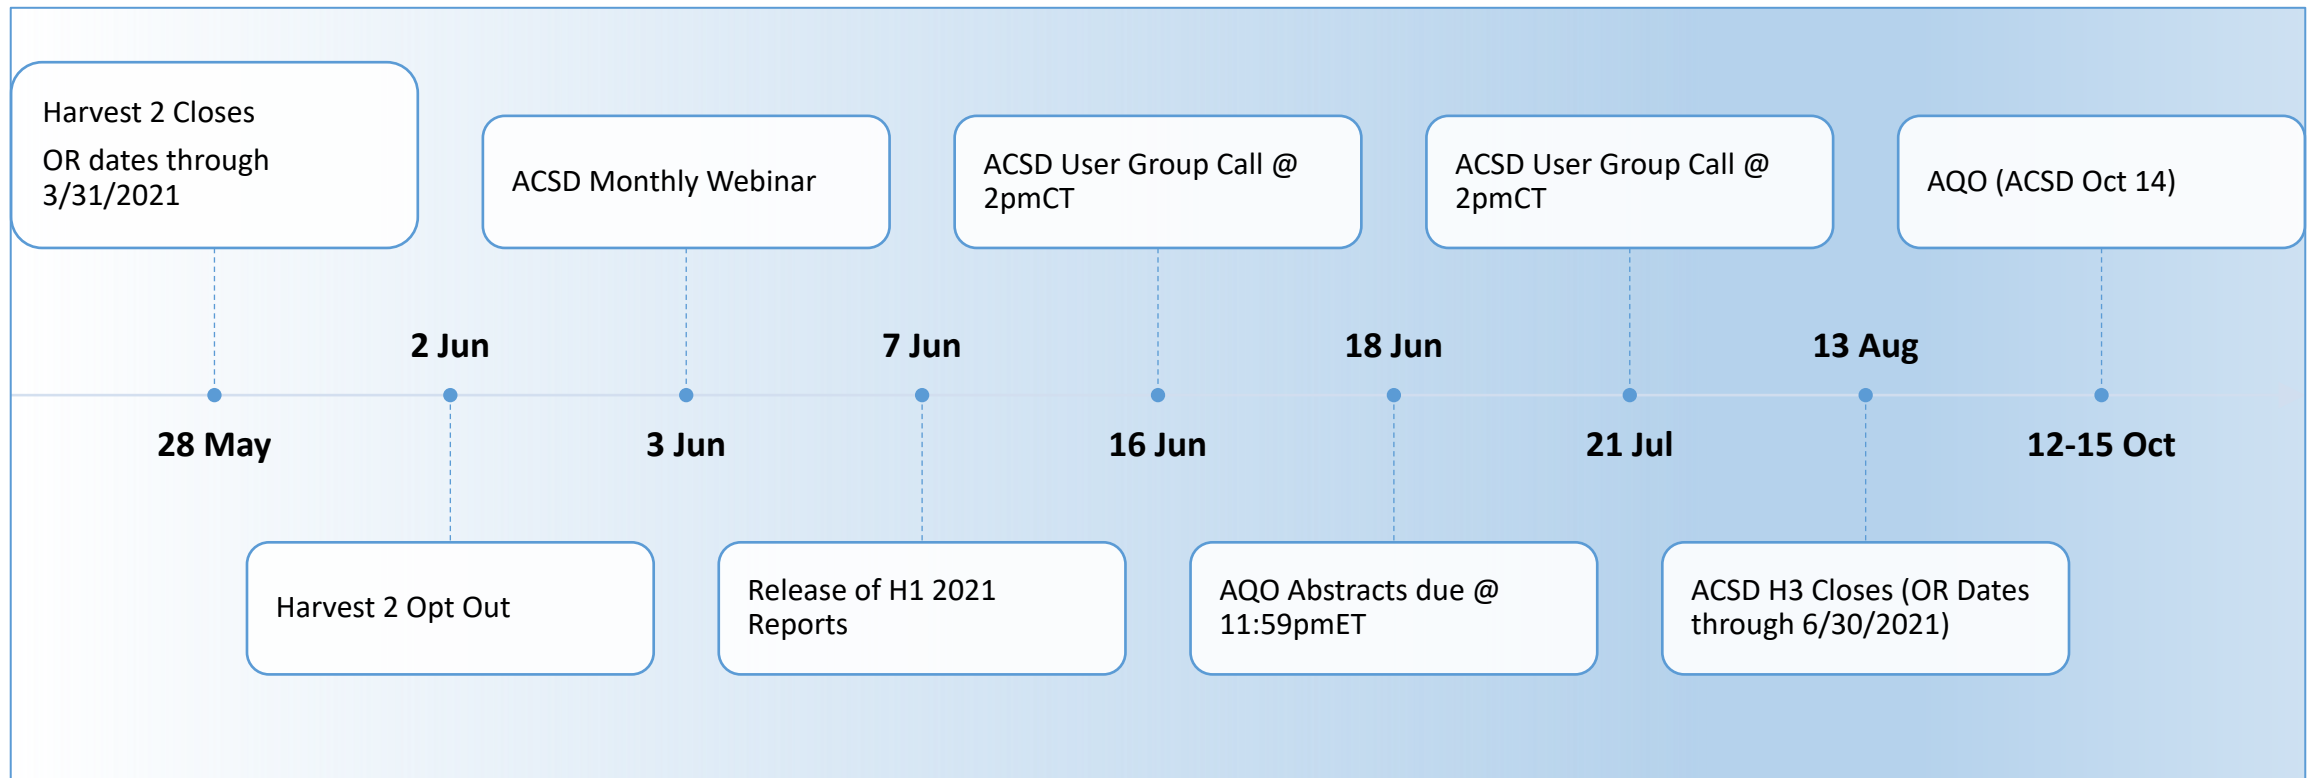 Harvest 2 Closes
OR dates through
3/31/2021
ACSD Monthly Webinar
ACSD User Group Call @
2pmCT
ACSD User Group Call @
2pmCT
AQO (ACSD Oct 14)
2 Jun
7 Jun
18 Jun
13 Aug
28 May
3 Jun
16 Jun
21 Jul
12-15 Oct
Harvest 2 Opt Out
Release of H1 2021
Reports
AQO Abstracts due @
11:59pmET
ACSD H3 Closes (OR Dates
through 6/30/2021)